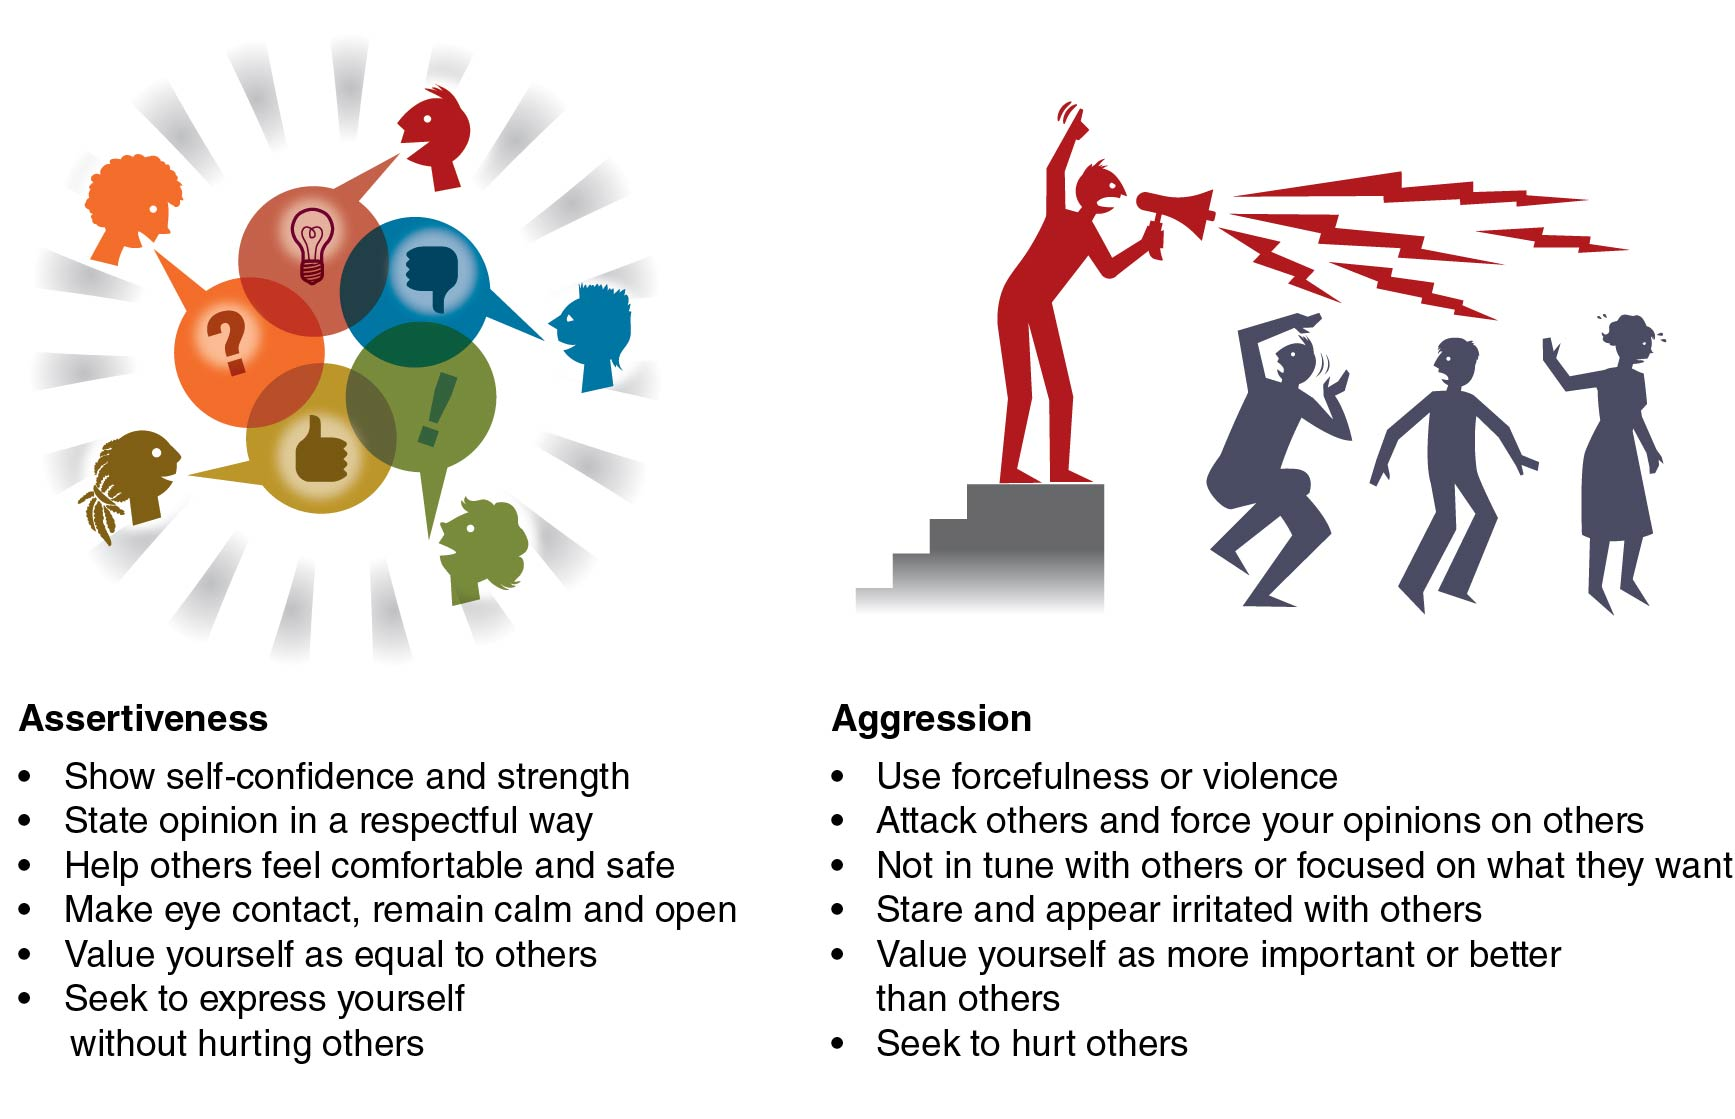 Assertiveness
• Show self-confidence and strength
• State opinion in a respectful way
• Help others feel comfortable and safe
• Make eye contact, remain calm and open
• Value yourself as equal to others
• Seek to express yourself
without hurting others
Aggression
• Use forcefulness or violence
• Attack others and force your opinions on others
• Not in tune with others or focused on what they want
• Stare and appear irritated with others
• Value yourself as more important or better
than others
• Seek to hurt others